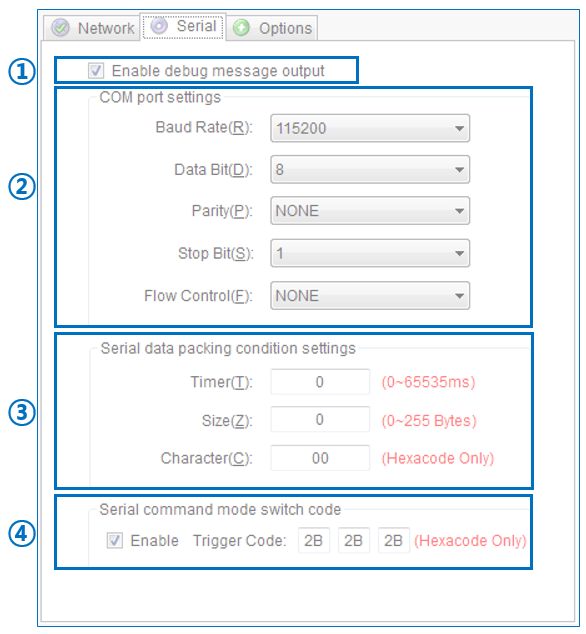 Network Serial Options
① Enable debug message output
COM port settings
Baud Rate(R): 115200
② Data Bit(D): 8
Parity(P): NONE
Stop Bit(S): 1
Flow Control(F): NONE
Serial data packing condition settings
Timer(T): 0 (0~65535ms)
③ Size(Z): 0 (0~255 Bytes)
Character(C): 00 (Hexacode Only)
Serial command mode switch code
④ Enable Trigger Code: 2B 2B 2B (Hexacode Only)